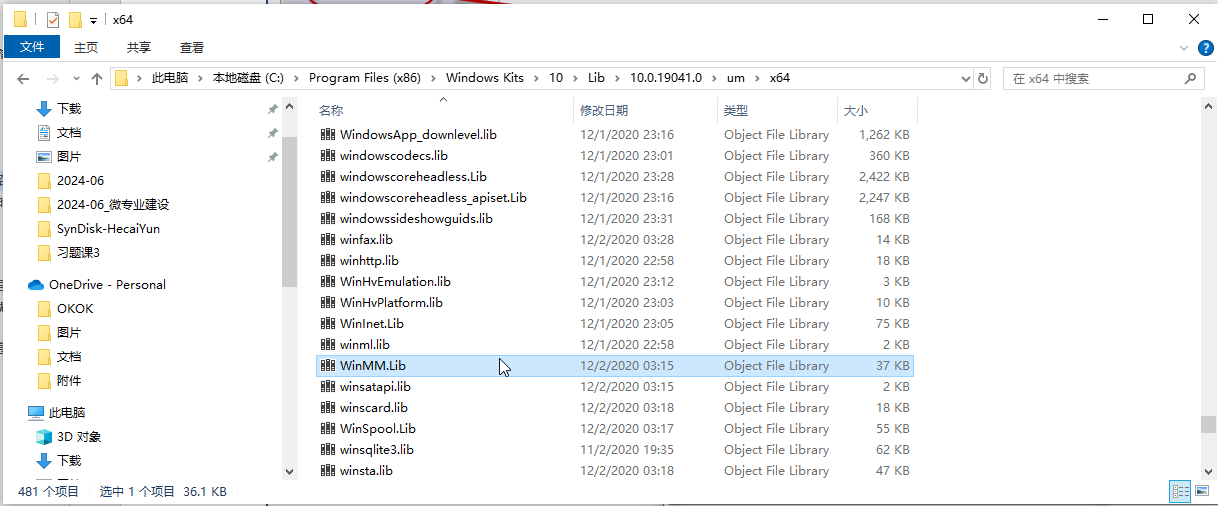 x64
文件 主页 共享 查看
此电脑 本地磁盘 (C:) Program Files (x86) Windows Kits 10 Lib 10.0.19041.0 um x64 在 x64 中搜索
下载
文档
图片
2024-06
2024-06_微专业建设
SynDisk-HecaiYun
习题课3
OneDrive - Personal
OKOK
图片
文档
附件
此电脑
3D 对象
下载
名称 修改日期 类型 大小
WindowsApp_downlevel.lib 12/1/2020 23:16 Object File Library 1,262 KB
windowscodecs.lib 12/1/2020 23:01 Object File Library 360 KB
windowscoreheadless.Lib 12/1/2020 23:28 Object File Library 2,422 KB
windowscoreheadless_apiset.Lib 12/1/2020 23:16 Object File Library 2,247 KB
windowssideshowguids.lib 12/1/2020 23:31 Object File Library 168 KB
winfax.lib 12/2/2020 03:28 Object File Library 14 KB
winhttp.lib 12/1/2020 22:58 Object File Library 18 KB
WinHvEmulation.lib 12/1/2020 23:12 Object File Library 3 KB
WinHvPlatform.lib 12/1/2020 23:03 Object File Library 10 KB
WinInet.Lib 12/1/2020 23:05 Object File Library 75 KB
winml.lib 12/1/2020 22:58 Object File Library 2 KB
WinMM.Lib 12/2/2020 03:15 Object File Library 37 KB
winsatapi.lib 12/2/2020 03:15 Object File Library 2 KB
winscard.lib 12/2/2020 03:18 Object File Library 18 KB
WinSpool.Lib 12/2/2020 03:17 Object File Library 55 KB
winsqlite3.lib 11/2/2020 19:35 Object File Library 62 KB
winsta.lib 12/2/2020 03:18 Object File Library 47 KB
481 个项目 选中 1 个项目 36.1 KB